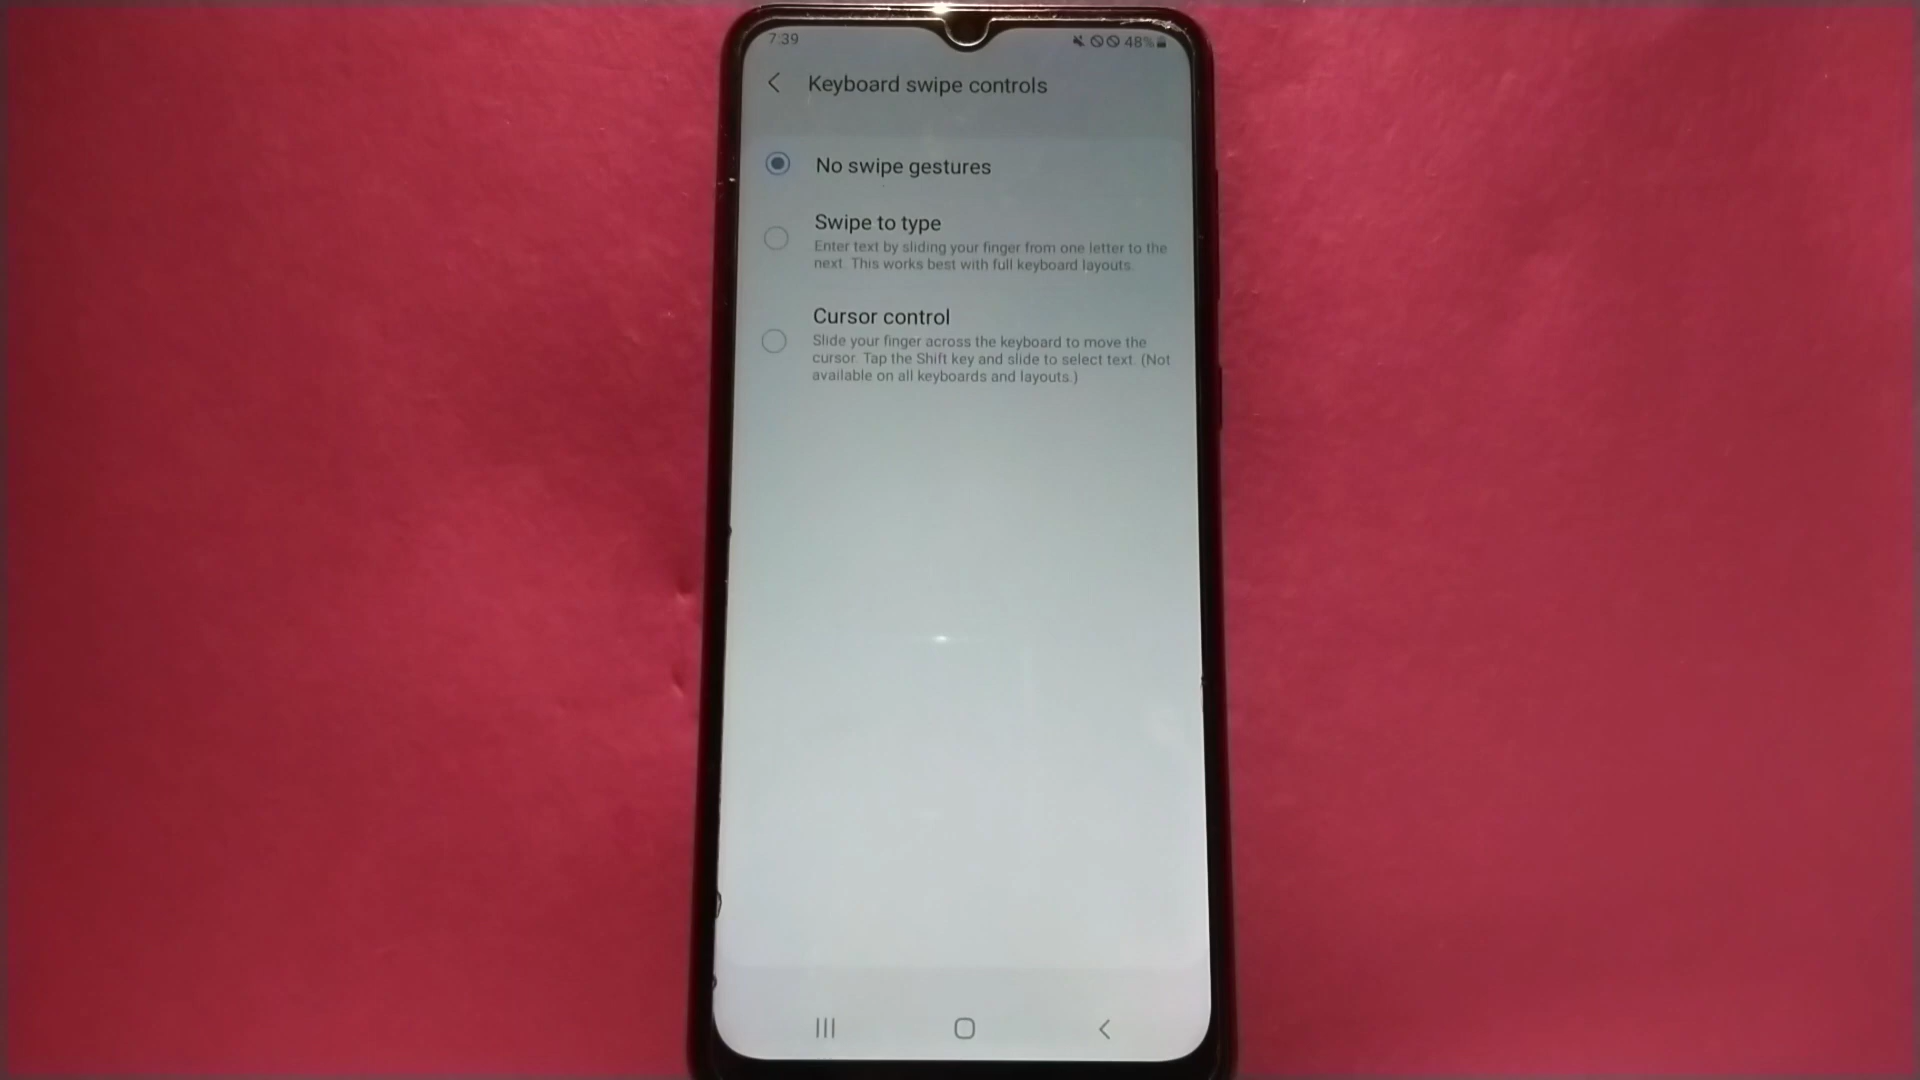 7:39
48%
Keyboard swipe controls
No swipe gestures
Swipe to type
Enter text by sliding your finger from one letter to the
next. This works best with full keyboard layouts.
Cursor control
Slide your finger across the keyboard to move the
cursor. Tap the Shift key and slide to select text. (Not
available on all keyboards and layouts.)